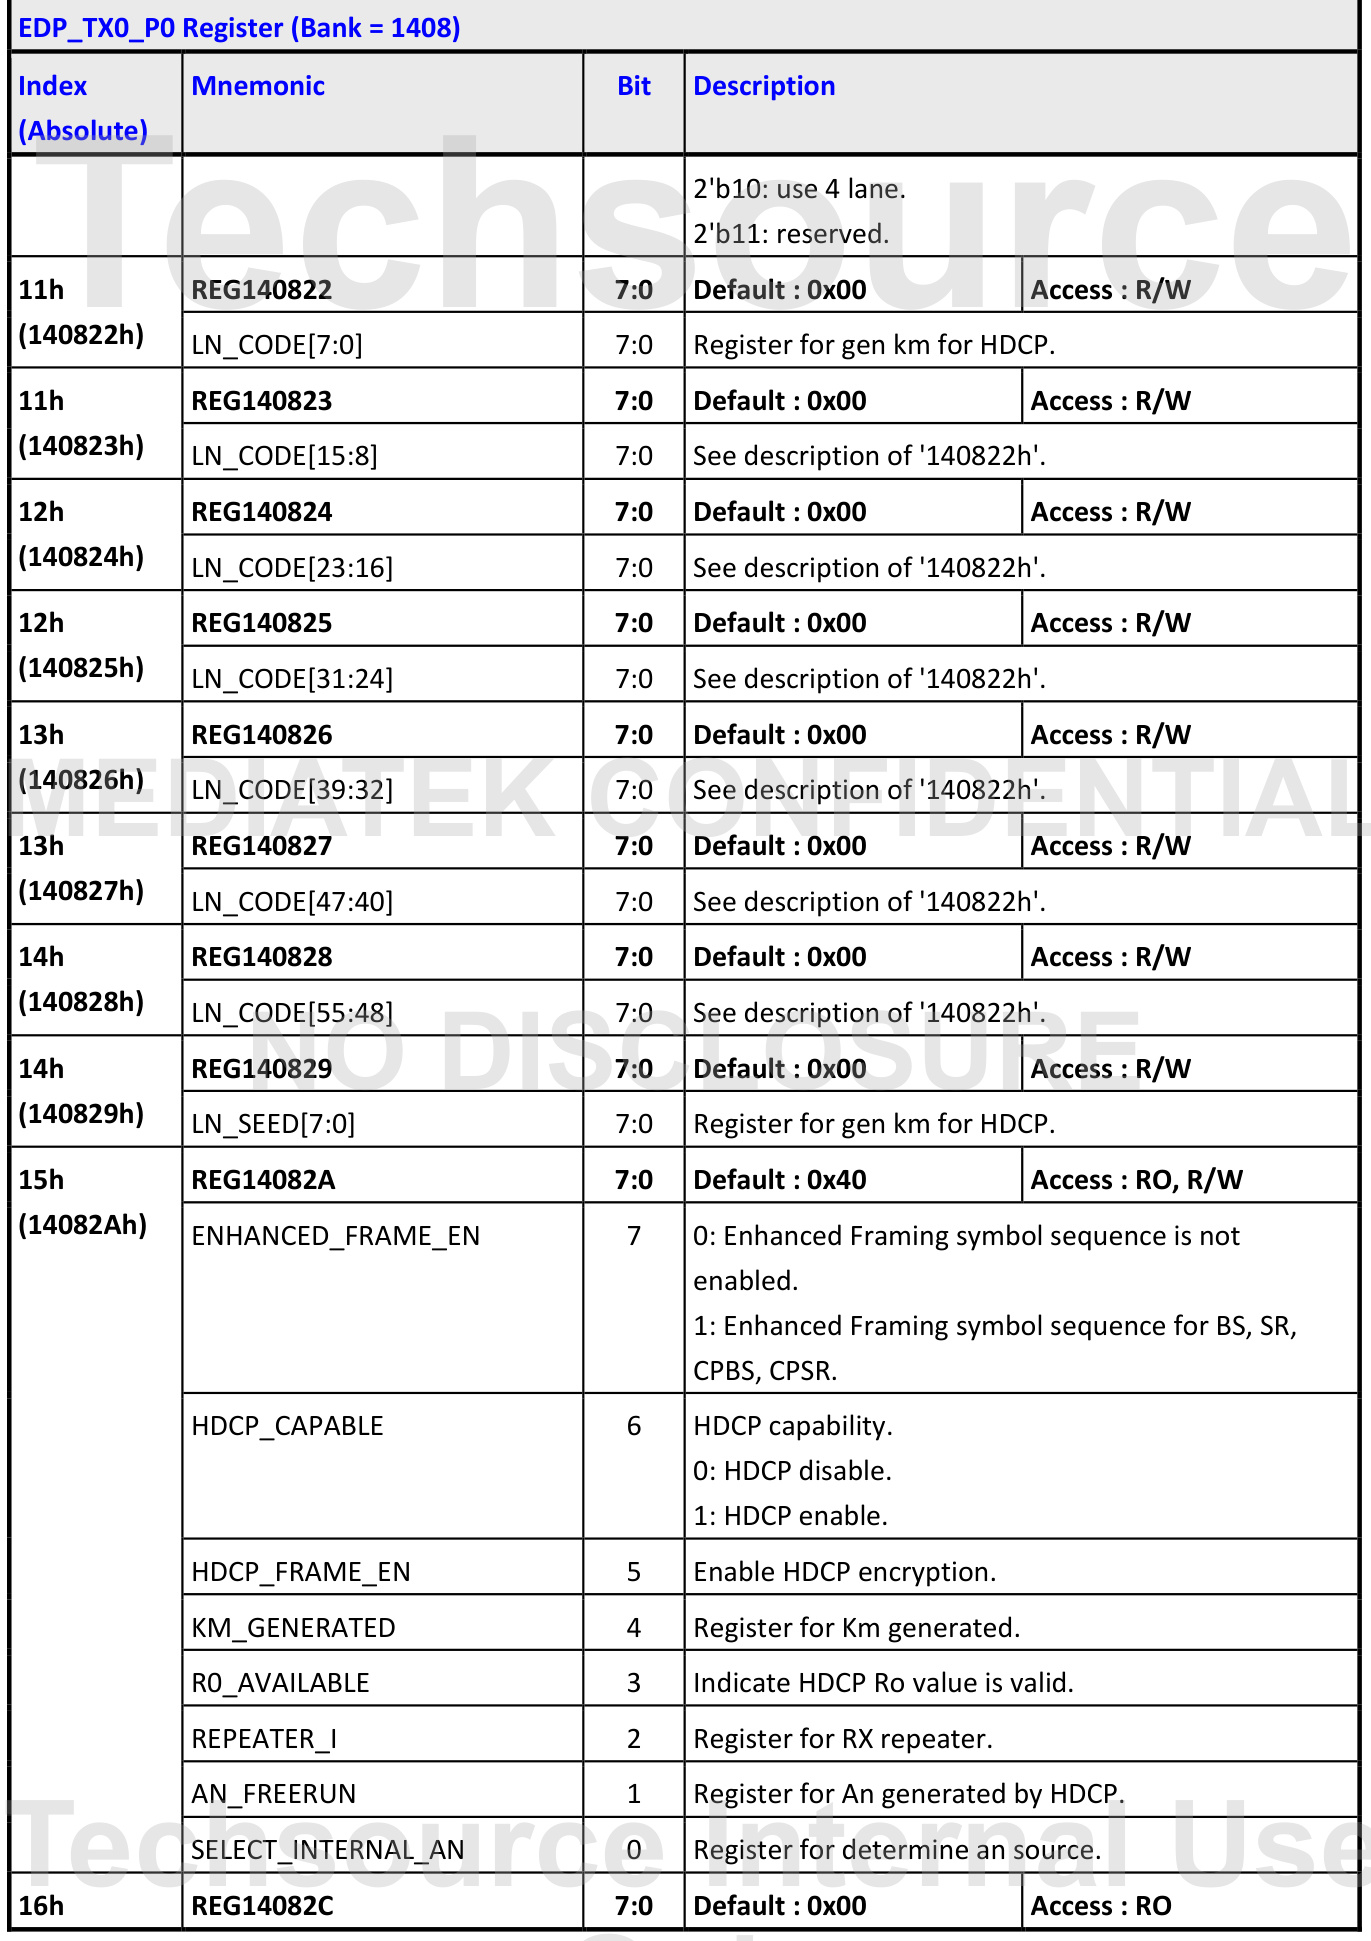 EDP_TX0_P0 Register (Bank = 1408)
Index (Absolute) Mnemonic Bit Description
2'b10: use 4 lane.
2'b11: reserved.
11h (140822h) REG140822 7:0 Default : 0x00 Access : R/W
LN_CODE[7:0] 7:0 Register for gen km for HDCP.
11h (140823h) REG140823 7:0 Default : 0x00 Access : R/W
LN_CODE[15:8] 7:0 See description of '140822h'.
12h (140824h) REG140824 7:0 Default : 0x00 Access : R/W
LN_CODE[23:16] 7:0 See description of '140822h'.
12h (140825h) REG140825 7:0 Default : 0x00 Access : R/W
LN_CODE[31:24] 7:0 See description of '140822h'.
13h (140826h) REG140826 7:0 Default : 0x00 Access : R/W
LN_CODE[39:32] 7:0 See description of '140822h'.
13h (140827h) REG140827 7:0 Default : 0x00 Access : R/W
LN_CODE[47:40] 7:0 See description of '140822h'.
14h (140828h) REG140828 7:0 Default : 0x00 Access : R/W
LN_CODE[55:48] 7:0 See description of '140822h'.
14h (140829h) REG140829 7:0 Default : 0x00 Access : R/W
LN_SEED[7:0] 7:0 Register for gen km for HDCP.
15h (14082Ah) REG14082A 7:0 Default : 0x40 Access : RO, R/W
ENHANCED_FRAME_EN 7 0: Enhanced Framing symbol sequence is not
enabled.
1: Enhanced Framing symbol sequence for BS, SR,
CPBS, CPSR.
HDCP_CAPABLE 6 HDCP capability.
0: HDCP disable.
1: HDCP enable.
HDCP_FRAME_EN 5 Enable HDCP encryption.
KM_GENERATED 4 Register for Km generated.
R0_AVAILABLE 3 Indicate HDCP Ro value is valid.
REPEATER_I 2 Register for RX repeater.
AN_FREERUN 1 Register for An generated by HDCP.
SELECT_INTERNAL_AN 0 Register for determine an source.
16h REG14082C 7:0 Default : 0x00 Access : RO
Techsource
MEDIATEK CONFIDENTIAL
NO DISCLOSURE
Techsource Internal Use